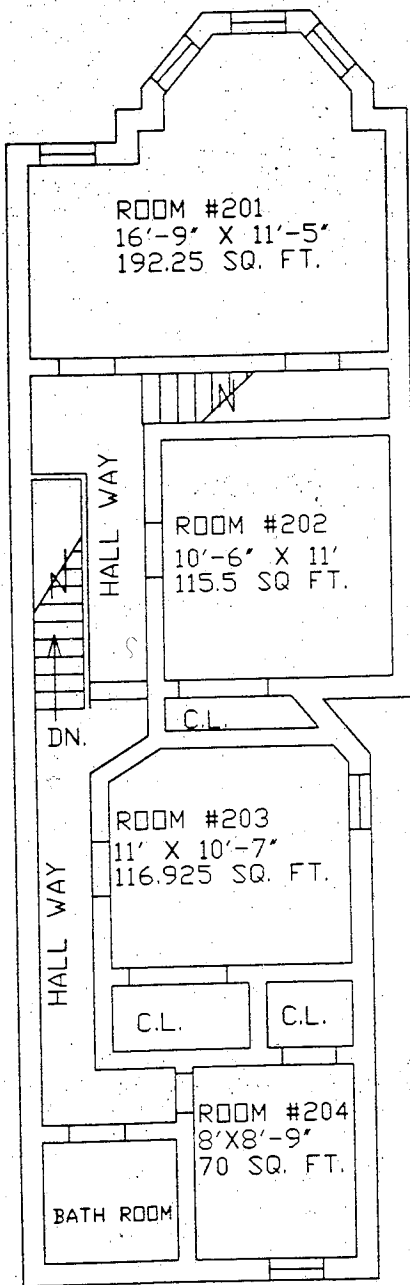 ROOM #201
16'-9" X 11'-5"
192.25 SQ. FT.
HALL WAY
ROOM #202
10'-6" X 11'
115.5 SQ FT.
DN.
C.L.
ROOM #203
11' X 10'-7"
116.925 SQ. FT.
HALL WAY
C.L.
C.L.
ROOM #204
8'X8'-9"
70 SQ. FT.
BATH ROOM